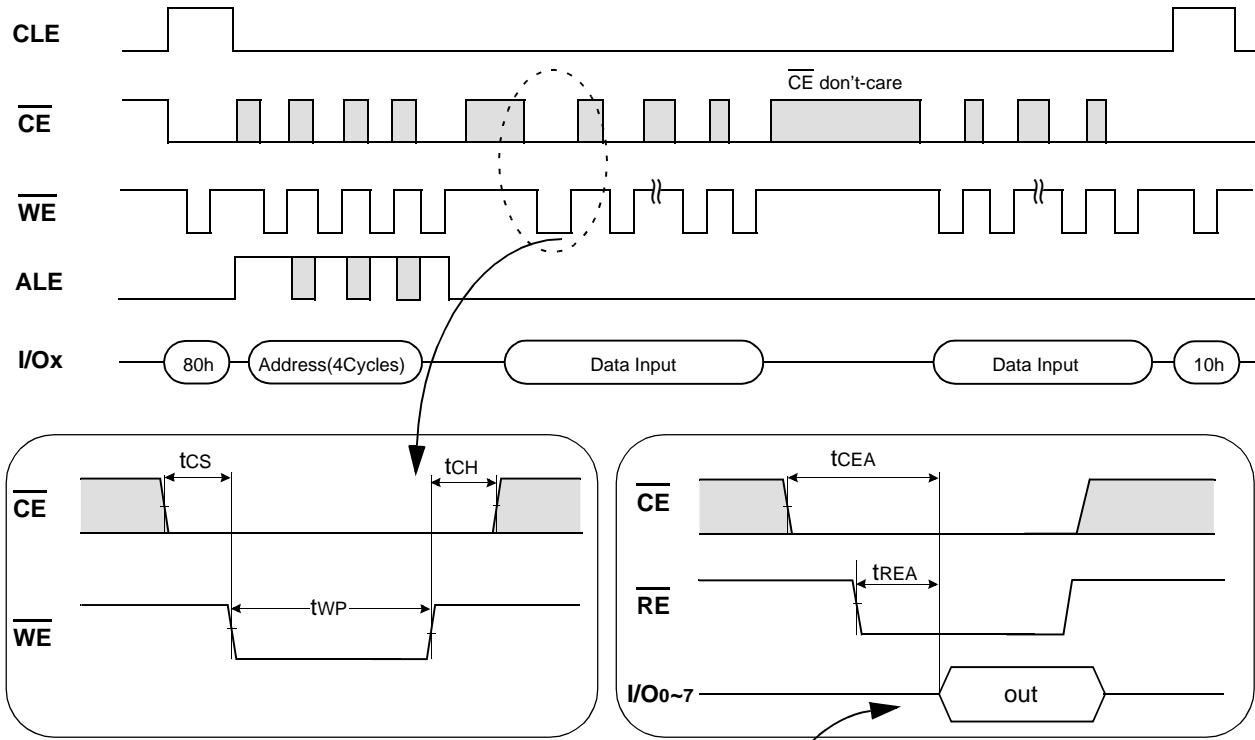 CLE
CE don't-care
CE
WE
ALE
I/Ox
80h
Address(4Cycles)
Data Input
Data Input
10h
tCS
tCH
CE
tWP
WE
tCEA
CE
tREA
RE
I/O0~7
out